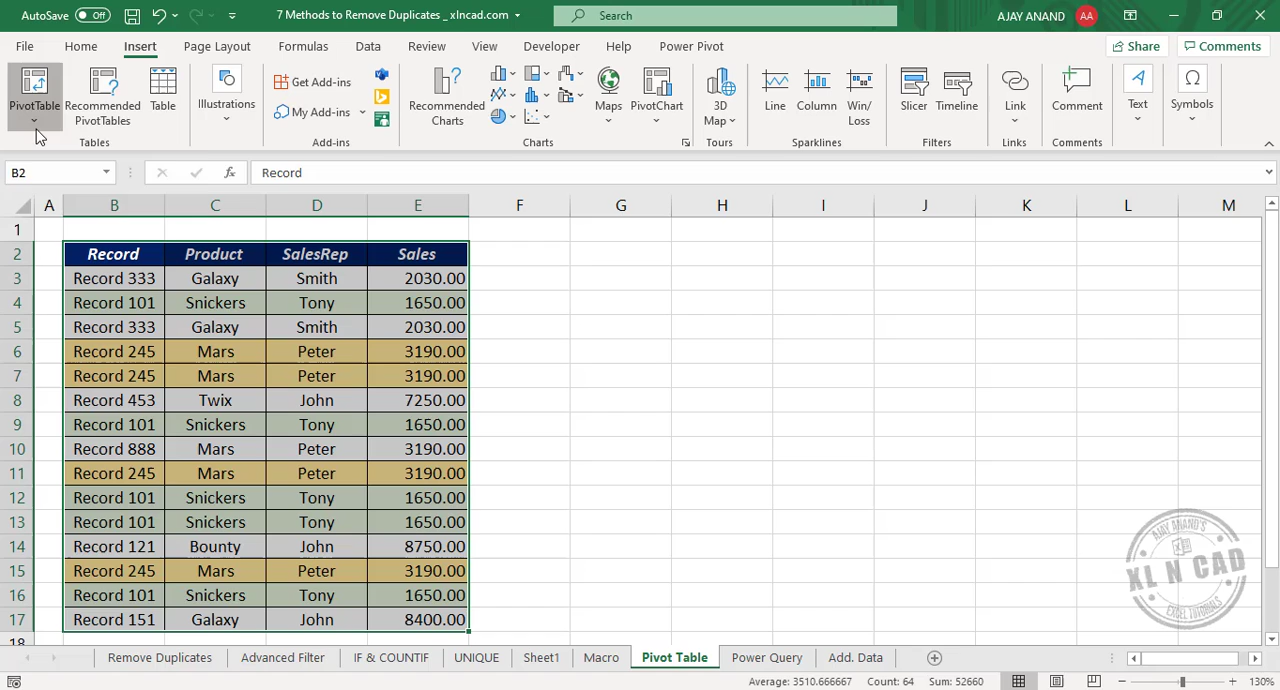 AutoSave Off 7 Methods to Remove Duplicates _ xlncad.com Search AJAY ANAND AA
File Home Insert Page Layout Formulas Data Review View Developer Help Power Pivot Share Comments
PivotTable
Recommended PivotTables
Table
Illustrations
Get Add-ins
My Add-ins
Recommended Charts
Maps
PivotChart
3D Map
Line
Column
Win/Loss
Slicer
Timeline
Link
Comment
Text
Symbols
Tables Add-ins Charts Tours Sparklines Filters Links Comments
B2 fx Record
A B C D E F G H I J K L M
1
2 Record Product SalesRep Sales
3 Record 333 Galaxy Smith 2030.00
4 Record 101 Snickers Tony 1650.00
5 Record 333 Galaxy Smith 2030.00
6 Record 245 Mars Peter 3190.00
7 Record 245 Mars Peter 3190.00
8 Record 453 Twix John 7250.00
9 Record 101 Snickers Tony 1650.00
10 Record 888 Mars Peter 3190.00
11 Record 245 Mars Peter 3190.00
12 Record 101 Snickers Tony 1650.00
13 Record 101 Snickers Tony 1650.00
14 Record 121 Bounty John 8750.00
15 Record 245 Mars Peter 3190.00
16 Record 101 Snickers Tony 1650.00
17 Record 151 Galaxy John 8400.00
18
AJAY ANAND'S
XL N CAD
EXCEL TUTORIALS
Remove Duplicates Advanced Filter IF & COUNTIF UNIQUE Sheet1 Macro Pivot Table Power Query Add. Data
Average: 3510.666667 Count: 64 Sum: 52660 130%